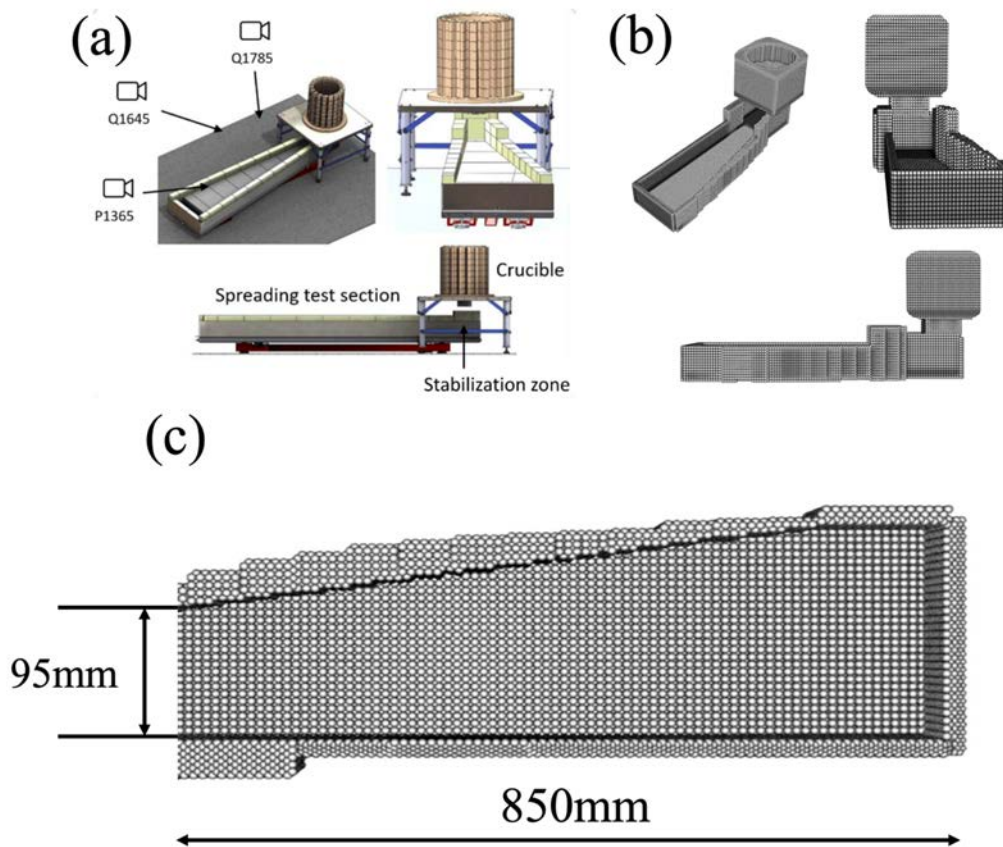 (a)
Q1785
Q1645
P1365
Spreading test section
Crucible
Stabilization zone
(b)
(c)
95mm
850mm